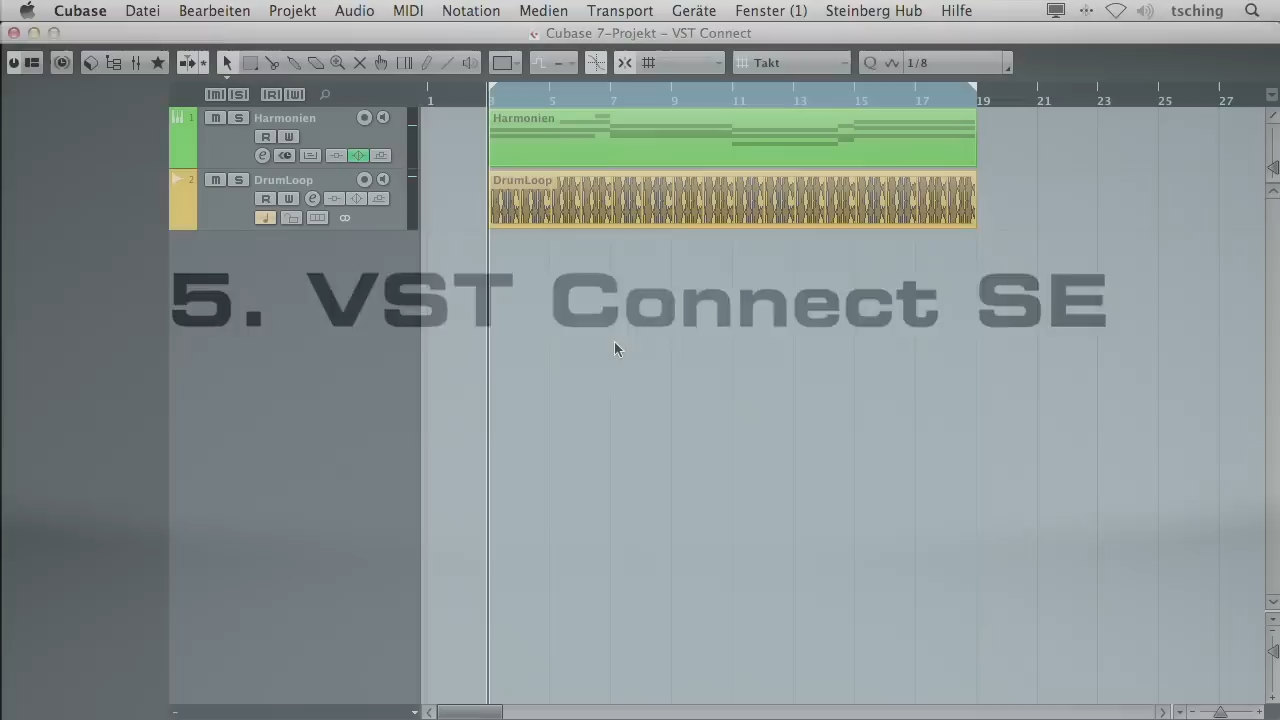 Cubase Datei Bearbeiten Projekt Audio MIDI Notation Medien Transport Geräte Fenster (1) Steinberg Hub Hilfe tsching
Cubase 7-Projekt – VST Connect
Takt Q 1/8
M S R W
1 3 5 7 9 11 13 15 17 19 21 23 25 27
1 m S Harmonien
R W
e
Harmonien
2 m S DrumLoop
R W e
DrumLoop
5. VST Connect SE